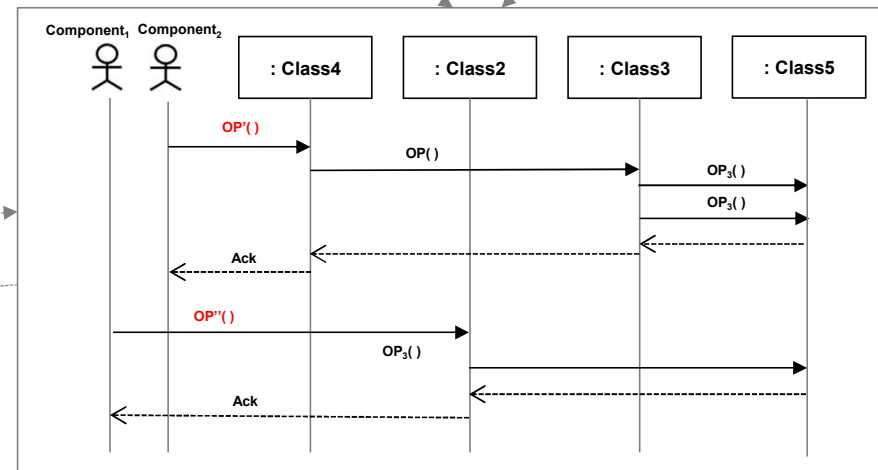 Component₁ Component₂
: Class4
: Class2
: Class3
: Class5
OP'( )
OP( )
OP₃( )
OP₃( )
Ack
OP''( )
OP₃( )
Ack